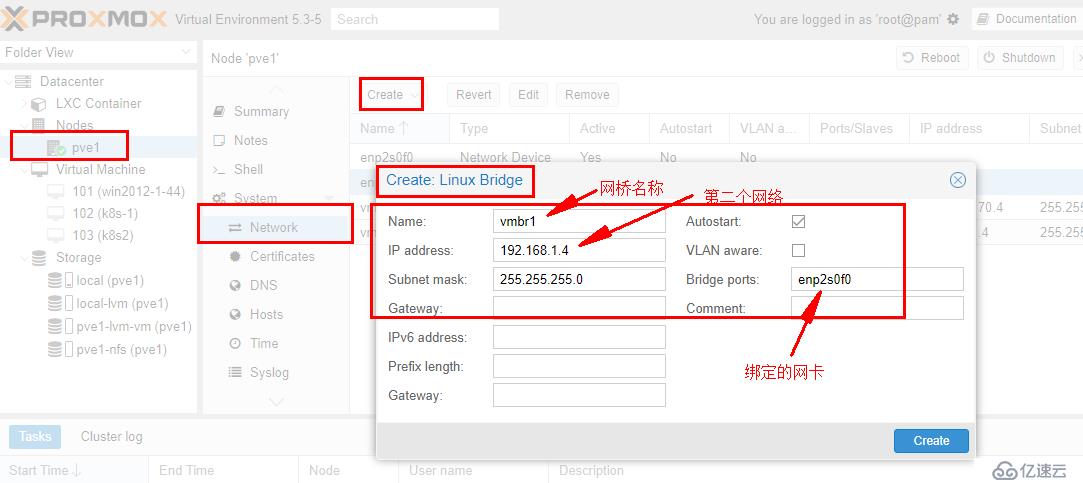 PROXMOX Virtual Environment 5.3-5 Search You are logged in as 'root@pam' Documentation
Folder View
Node 'pve1' Reboot Shutdown
Datacenter
LXC Container
Nodes
pve1
Virtual Machine
101 (win2012-1-44)
102 (k8s-1)
103 (k8s2)
Storage
local (pve1)
local-lvm (pve1)
pve1-lvm-vm (pve1)
pve1-nfs (pve1)
Summary
Notes
Shell
System
Network
Certificates
DNS
Hosts
Time
Syslog
Create Revert Edit Remove
Name Type Active Autostart VLAN a... Ports/Slaves IP address Subnet
enp2s0f0 Network Device Yes No No
70.4 255.255
255.255
Create: Linux Bridge
网桥名称
第二个网络
Name: vmbr1 Autostart:
IP address: 192.168.1.4 VLAN aware:
Subnet mask: 255.255.255.0 Bridge ports: enp2s0f0
Gateway: Comment:
IPv6 address:
Prefix length:
Gateway:
绑定的网卡
Create
Tasks Cluster log
Start Time End Time Node User name Description
亿速云